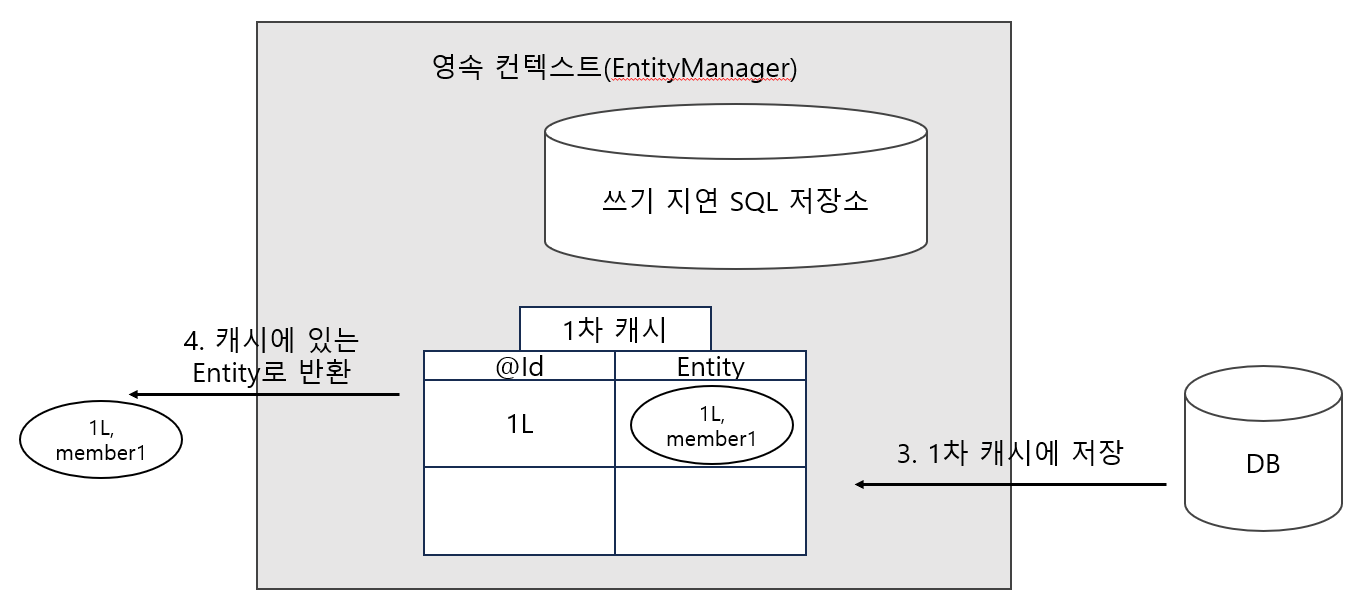 영속 컨텍스트(EntityManager)
쓰기 지연 SQL 저장소
1차 캐시
@Id
Entity
1L
1L,
member1
4. 캐시에 있는
Entity로 반환
1L,
member1
3. 1차 캐시에 저장
DB